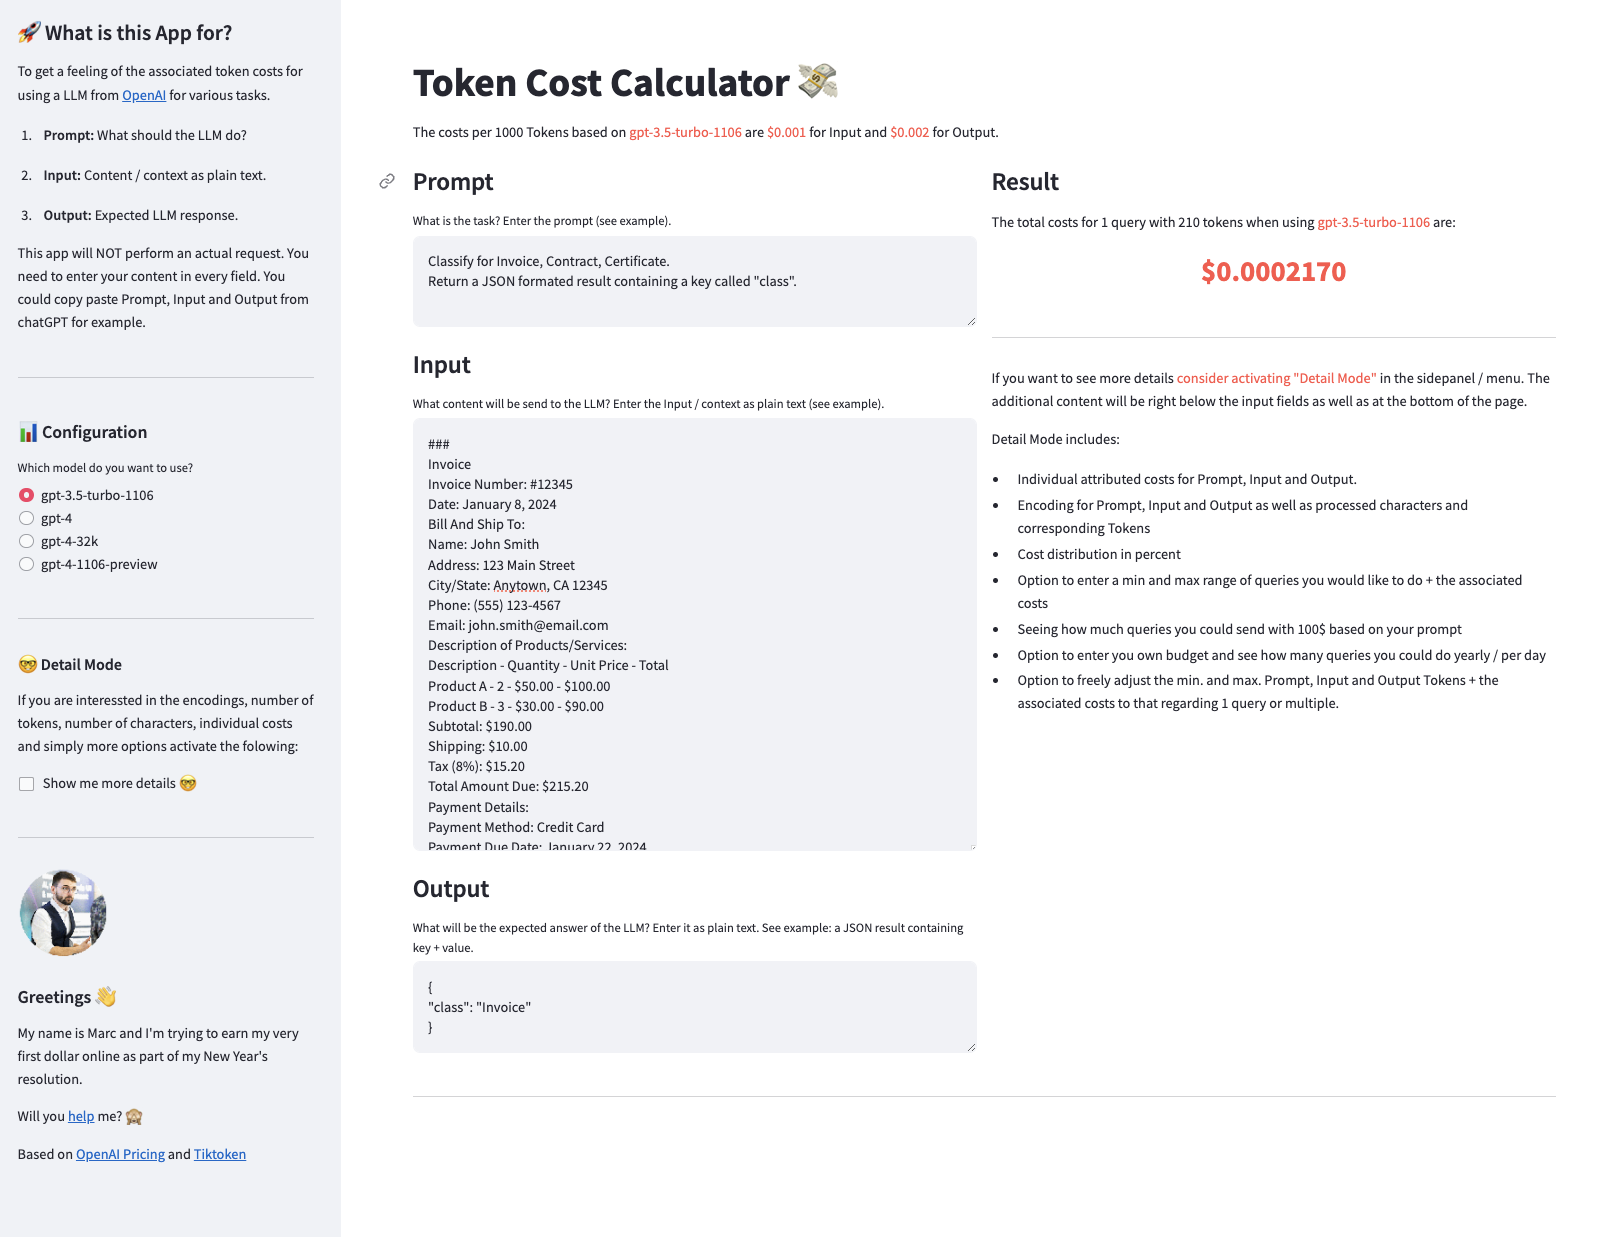 What is this App for?
To get a feeling of the associated token costs for
using a LLM from OpenAI for various tasks.
1. Prompt: What should the LLM do?
2. Input: Content / context as plain text.
3. Output: Expected LLM response.
This app will NOT perform an actual request. You
need to enter your content in every field. You
could copy paste Prompt, Input and Output from
chatGPT for example.
Configuration
Which model do you want to use?
gpt-3.5-turbo-1106
gpt-4
gpt-4-32k
gpt-4-1106-preview
Detail Mode
If you are interessted in the encodings, number of
tokens, number of characters, individual costs
and simply more options activate the folowing:
Show me more details
Greetings
My name is Marc and I'm trying to earn my very
first dollar online as part of my New Year's
resolution.
Will you help me?
Based on OpenAI Pricing and Tiktoken
Token Cost Calculator
The costs per 1000 Tokens based on gpt-3.5-turbo-1106 are $0.001 for Input and $0.002 for Output.
Prompt
What is the task? Enter the prompt (see example).
Classify for Invoice, Contract, Certificate.
Return a JSON formated result containing a key called "class".
Input
What content will be send to the LLM? Enter the Input / context as plain text (see example).
###
Invoice
Invoice Number: #12345
Date: January 8, 2024
Bill And Ship To:
Name: John Smith
Address: 123 Main Street
City/State: Anytown, CA 12345
Phone: (555) 123-4567
Email: john.smith@email.com
Description of Products/Services:
Description - Quantity - Unit Price - Total
Product A - 2 - $50.00 - $100.00
Product B - 3 - $30.00 - $90.00
Subtotal: $190.00
Shipping: $10.00
Tax (8%): $15.20
Total Amount Due: $215.20
Payment Details:
Payment Method: Credit Card
Payment Due Date: January 22, 2024
Output
What will be the expected answer of the LLM? Enter it as plain text. See example: a JSON result containing
key + value.
{
"class": "Invoice"
}
Result
The total costs for 1 query with 210 tokens when using gpt-3.5-turbo-1106 are:
$0.0002170
If you want to see more details consider activating "Detail Mode" in the sidepanel / menu. The
additional content will be right below the input fields as well as at the bottom of the page.
Detail Mode includes:
• Individual attributed costs for Prompt, Input and Output.
• Encoding for Prompt, Input and Output as well as processed characters and
corresponding Tokens
• Cost distribution in percent
• Option to enter a min and max range of queries you would like to do + the associated
costs
• Seeing how much queries you could send with 100$ based on your prompt
• Option to enter you own budget and see how many queries you could do yearly / per day
• Option to freely adjust the min. and max. Prompt, Input and Output Tokens + the
associated costs to that regarding 1 query or multiple.